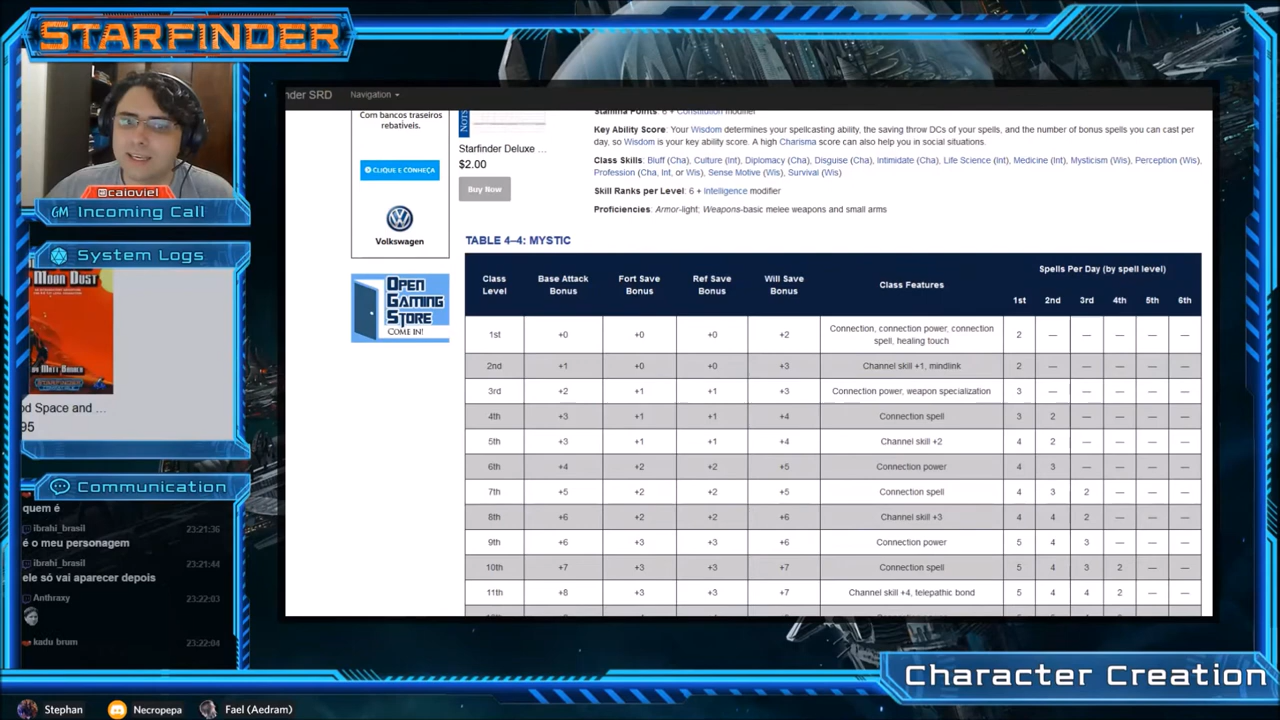 STARFINDER
@caioviel
GM Incoming Call
System Logs
Moon Dust
od Space and ...
95
Communication
quem é
ibrahi_brasil 23:21:36
é o meu personagem
ibrahi_brasil 23:21:44
ele só vai aparecer depois
Anthraxy 23:22:03
kadu brum 23:22:04
nder SRD Navigation
Com bancos traseiros
rebatíveis.
CLIQUE E CONHEÇA
Volkswagen
OPEN
GAMING
STORE
COME IN!
NOTES
Starfinder Deluxe ...
$2.00
Buy Now
Stamina Points: 6 + Constitution modifier
Key Ability Score: Your Wisdom determines your spellcasting ability, the saving throw DCs of your spells, and the number of bonus spells you can cast per
day, so Wisdom is your key ability score. A high Charisma score can also help you in social situations.
Class Skills: Bluff (Cha), Culture (Int), Diplomacy (Cha), Disguise (Cha), Intimidate (Cha), Life Science (Int), Medicine (Int), Mysticism (Wis), Perception (Wis),
Profession (Cha, Int, or Wis), Sense Motive (Wis), Survival (Wis)
Skill Ranks per Level: 6 + Intelligence modifier
Proficiencies: Armor-light; Weapons-basic melee weapons and small arms
TABLE 4–4: MYSTIC
Class Level Base Attack Bonus Fort Save Bonus Ref Save Bonus Will Save Bonus Class Features Spells Per Day (by spell level)
1st 2nd 3rd 4th 5th 6th
1st +0 +0 +0 +2 Connection, connection power, connection spell, healing touch 2 — — — — —
2nd +1 +0 +0 +3 Channel skill +1, mindlink 2 — — — — —
3rd +2 +1 +1 +3 Connection power, weapon specialization 3 — — — — —
4th +3 +1 +1 +4 Connection spell 3 2 — — — —
5th +3 +1 +1 +4 Channel skill +2 4 2 — — — —
6th +4 +2 +2 +5 Connection power 4 3 — — — —
7th +5 +2 +2 +5 Connection spell 4 3 2 — — —
8th +6 +2 +2 +6 Channel skill +3 4 4 2 — — —
9th +6 +3 +3 +6 Connection power 5 4 3 — — —
10th +7 +3 +3 +7 Connection spell 5 4 3 2 — —
11th +8 +3 +3 +7 Channel skill +4, telepathic bond 5 4 4 2 — —
Character Creation
Stephan Necropepa Fael (Aedram)